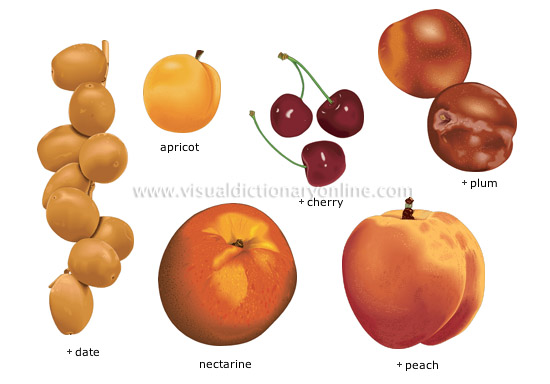 apricot
www.visualdictionaryonline.com
+ cherry
+ plum
+ date
nectarine
+ peach